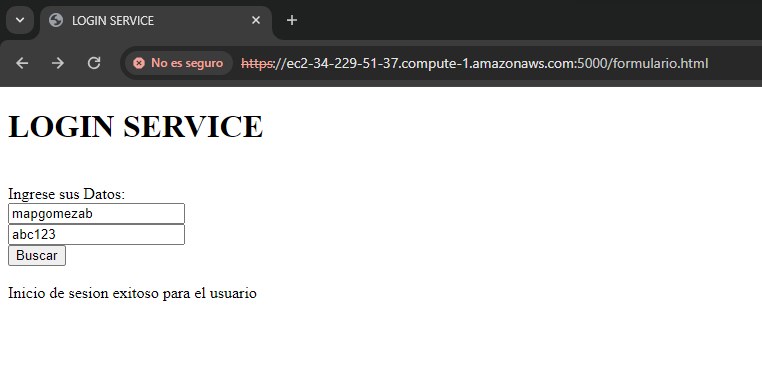 LOGIN SERVICE
No es seguro https://ec2-34-229-51-37.compute-1.amazonaws.com:5000/formulario.html
LOGIN SERVICE
Ingrese sus Datos:
mapgomezab
abc123
Buscar
Inicio de sesion exitoso para el usuario